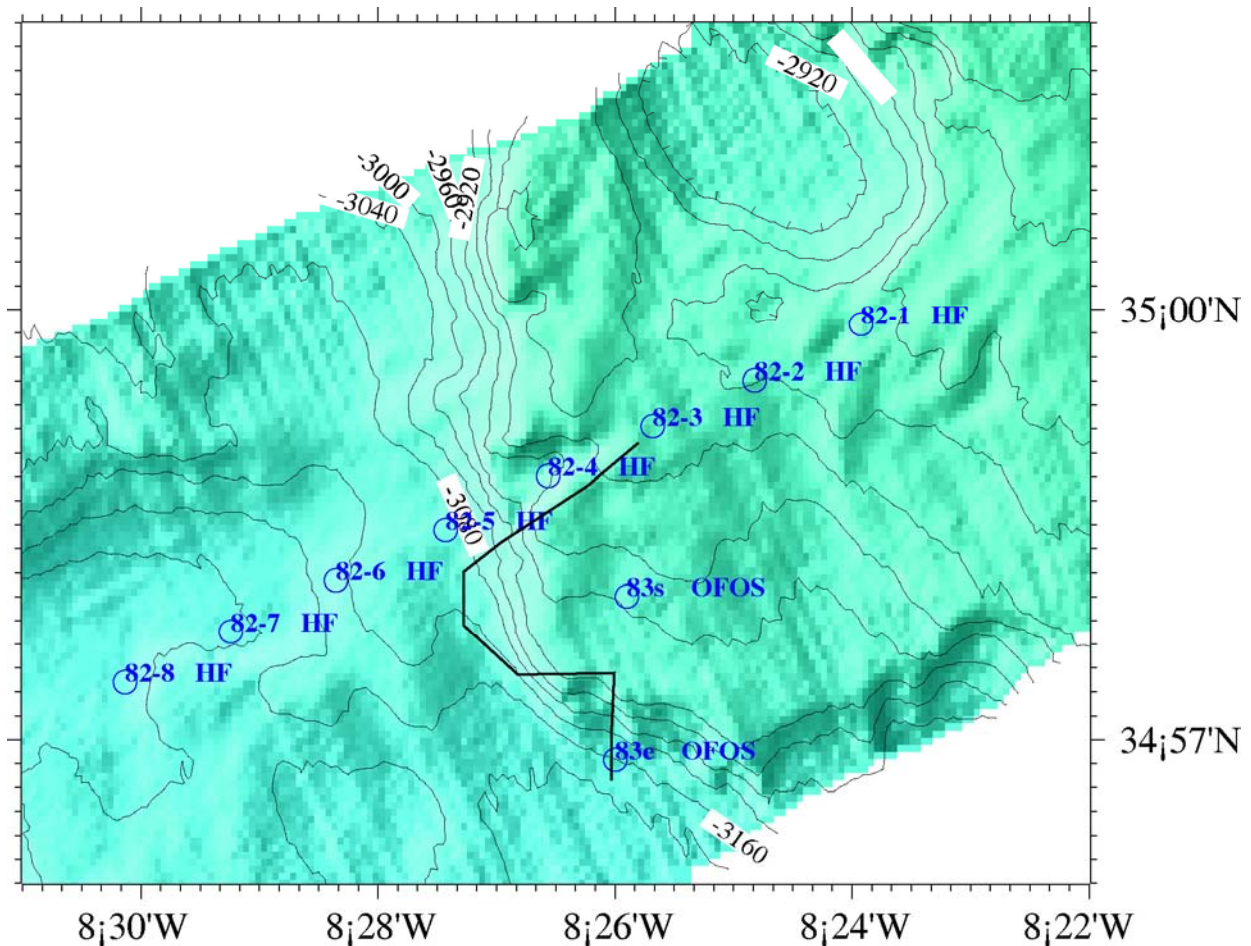 -2920
-3000
-2960
-2920
-3040
35¡00'N
82-1 HF
82-2 HF
82-3 HF
82-4 HF
82-5 HF
82-6 HF
83s OFOS
82-7 HF
82-8 HF
34¡57'N
83e OFOS
-3160
8¡30'W 8¡28'W 8¡26'W 8¡24'W 8¡22'W